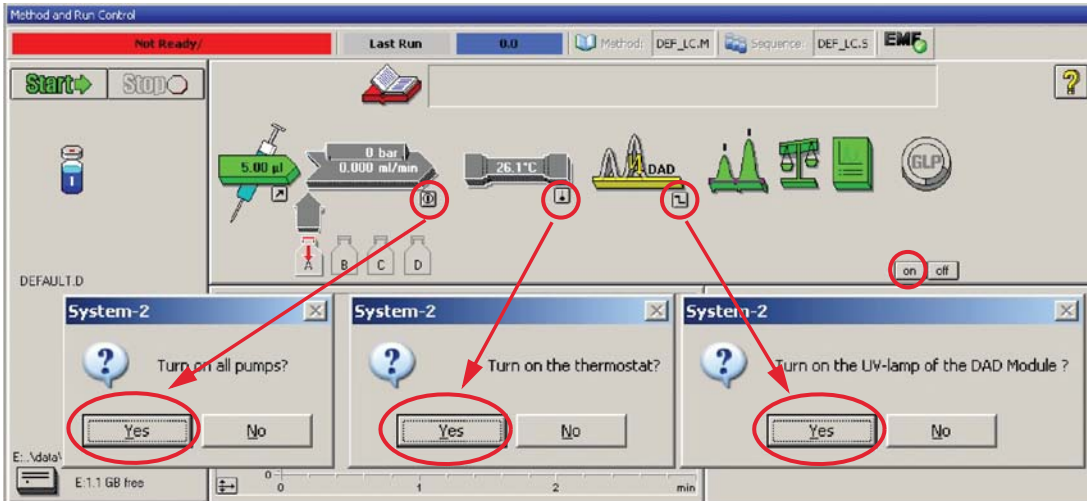 Method and Run Control
Not Ready/ Last Run 0.0 Method: DEF_LC.M Sequence: DEF_LC.S EMF
Start Stop ?
1
5.00 µl
0 bar
0.000 ml/min
26.1°C
DAD
GLP
A B C D
on off
DEFAULT.D
System-2
Turn on all pumps?
Yes No
System-2
Turn on the thermostat?
Yes No
System-2
Turn on the UV-lamp of the DAD Module ?
Yes No
E:..\data\
E:1.1 GB free
0
0 1 2 min